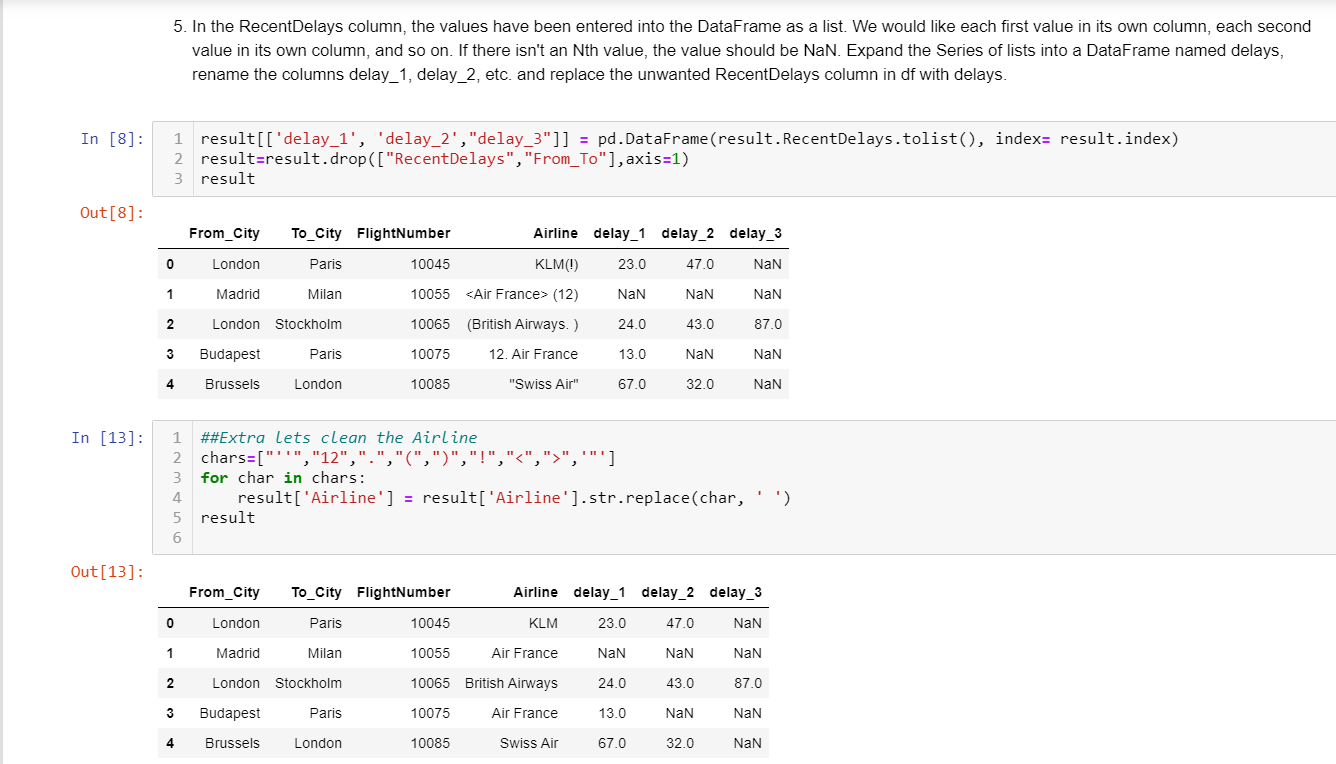 5. In the RecentDelays column, the values have been entered into the DataFrame as a list. We would like each first value in its own column, each second
value in its own column, and so on. If there isn't an Nth value, the value should be NaN. Expand the Series of lists into a DataFrame named delays,
rename the columns delay_1, delay_2, etc. and replace the unwanted RecentDelays column in df with delays.
In [8]:
1 result[['delay_1', 'delay_2',"delay_3"]] = pd.DataFrame(result.RecentDelays.tolist(), index= result.index)
2 result=result.drop(["RecentDelays","From_To"],axis=1)
3 result
Out[8]:
From_City To_City FlightNumber Airline delay_1 delay_2 delay_3
0 London Paris 10045 KLM(!) 23.0 47.0 NaN
1 Madrid Milan 10055 <Air France> (12) NaN NaN NaN
2 London Stockholm 10065 (British Airways. ) 24.0 43.0 87.0
3 Budapest Paris 10075 12. Air France 13.0 NaN NaN
4 Brussels London 10085 "Swiss Air" 67.0 32.0 NaN
In [13]:
1 ##Extra lets clean the Airline
2 chars=["''","12",".","(",")","!","<",">",'"']
3 for char in chars:
4 result['Airline'] = result['Airline'].str.replace(char, ' ')
5 result
6
Out[13]:
From_City To_City FlightNumber Airline delay_1 delay_2 delay_3
0 London Paris 10045 KLM 23.0 47.0 NaN
1 Madrid Milan 10055 Air France NaN NaN NaN
2 London Stockholm 10065 British Airways 24.0 43.0 87.0
3 Budapest Paris 10075 Air France 13.0 NaN NaN
4 Brussels London 10085 Swiss Air 67.0 32.0 NaN